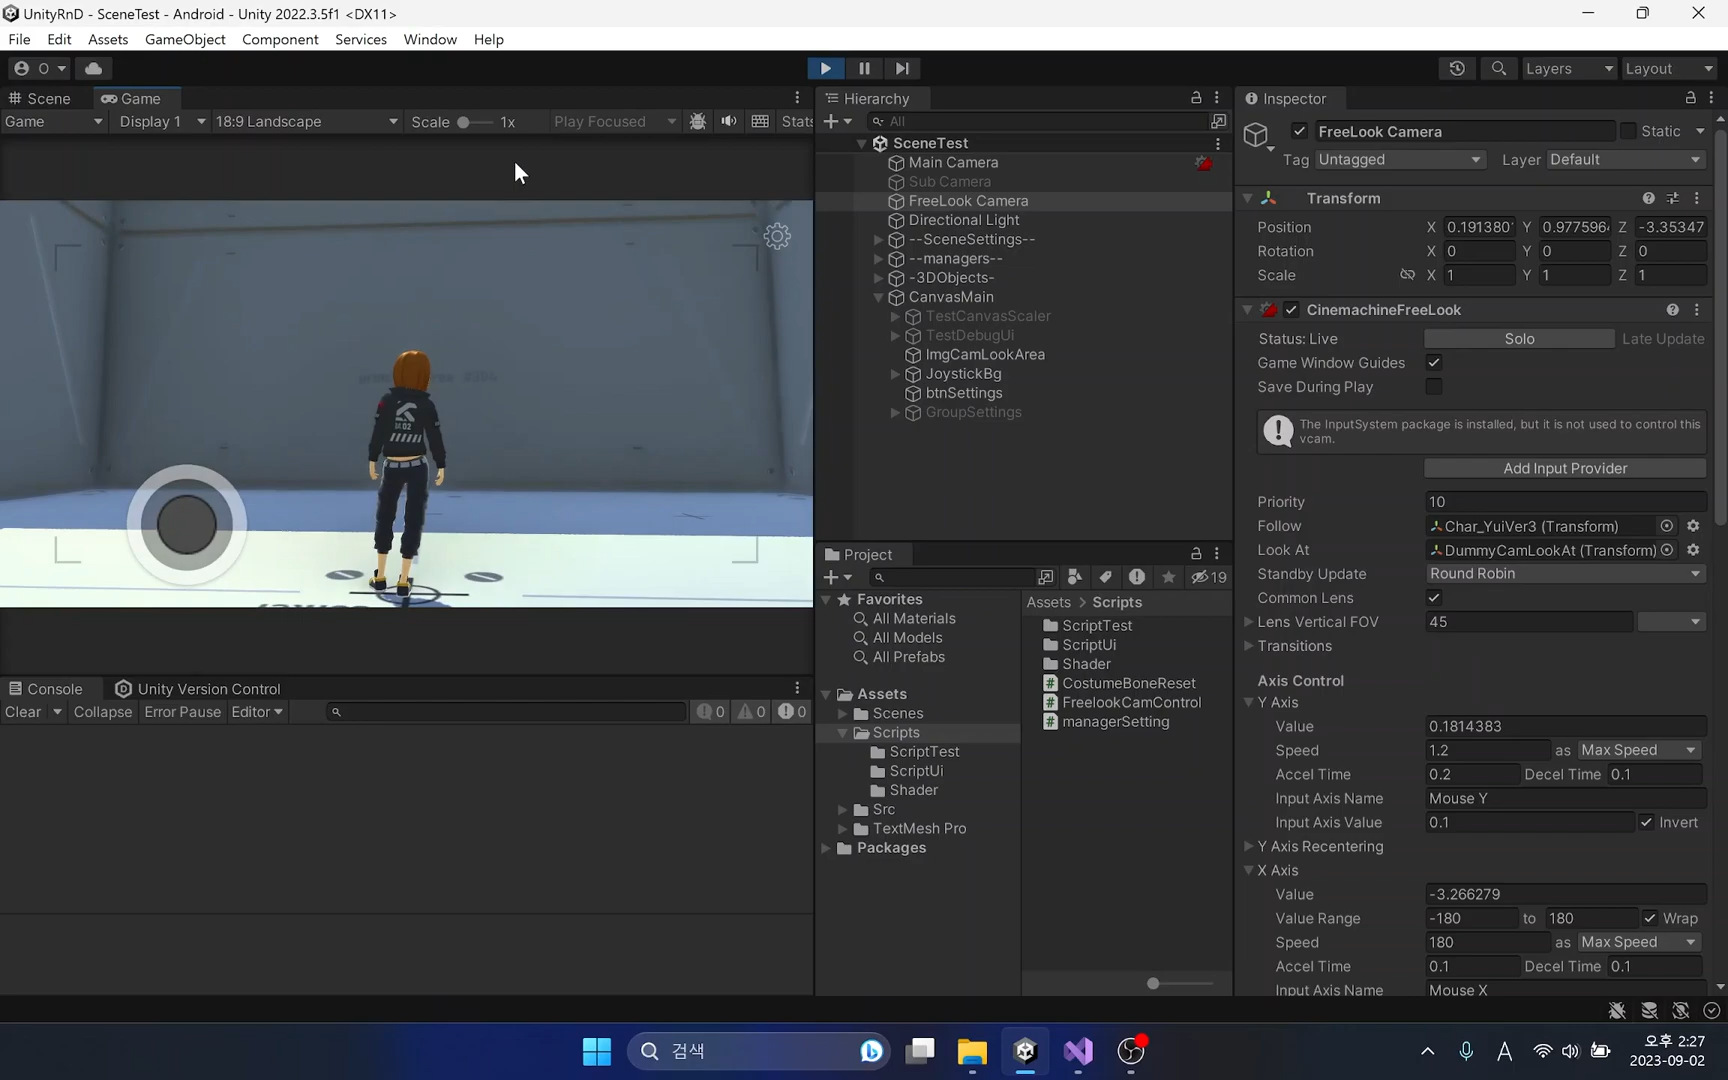 UnityRnD - SceneTest - Android - Unity 2022.3.5f1 <DX11>
File Edit Assets GameObject Component Services Window Help
O
Layers Layout
Scene Game
Game Display 1 18:9 Landscape Scale 1x Play Focused Stats
Console Unity Version Control
Clear Collapse Error Pause Editor 0 0 0
Hierarchy
All
SceneTest
Main Camera
Sub Camera
FreeLook Camera
Directional Light
--SceneSettings--
--managers--
-3DObjects-
CanvasMain
TestCanvasScaler
TestDebugUi
ImgCamLookArea
JoystickBg
btnSettings
GroupSettings
Project
19
Favorites
All Materials
All Models
All Prefabs
Assets
Scenes
Scripts
ScriptTest
ScriptUi
Shader
Src
TextMesh Pro
Packages
Assets > Scripts
ScriptTest
ScriptUi
Shader
CostumeBoneReset
FreelookCamControl
managerSetting
Inspector
FreeLook Camera Static
Tag Untagged Layer Default
Transform
Position X 0.191380 Y 0.977596 Z -3.35347
Rotation X 0 Y 0 Z 0
Scale X 1 Y 1 Z 1
CinemachineFreeLook
Status: Live Solo Late Update
Game Window Guides
Save During Play
The InputSystem package is installed, but it is not used to control this
vcam.
Add Input Provider
Priority 10
Follow Char_YuiVer3 (Transform)
Look At DummyCamLookAt (Transform)
Standby Update Round Robin
Common Lens
Lens Vertical FOV 45
Transitions
Axis Control
Y Axis
Value 0.1814383
Speed 1.2 as Max Speed
Accel Time 0.2 Decel Time 0.1
Input Axis Name Mouse Y
Input Axis Value 0.1 Invert
Y Axis Recentering
X Axis
Value -3.266279
Value Range -180 to 180 Wrap
Speed 180 as Max Speed
Accel Time 0.1 Decel Time 0.1
Input Axis Name Mouse X
검색
A
오후 2:27
2023-09-02